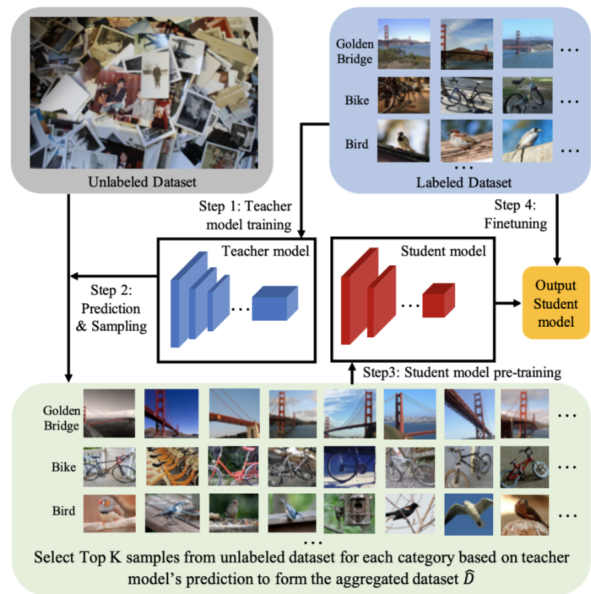 Unlabeled Dataset
Golden
Bridge
...
Bike
...
Bird
...
...
Labeled Dataset
Step 1: Teacher
model training
Step 4:
Finetuning
Teacher model
...
Student model
...
Step 2:
Prediction
& Sampling
Output
Student
model
Step3: Student model pre-training
Golden
Bridge
...
Bike
...
Bird
...
...
Select Top K samples from unlabeled dataset for each category based on teacher
model's prediction to form the aggregated dataset D̂